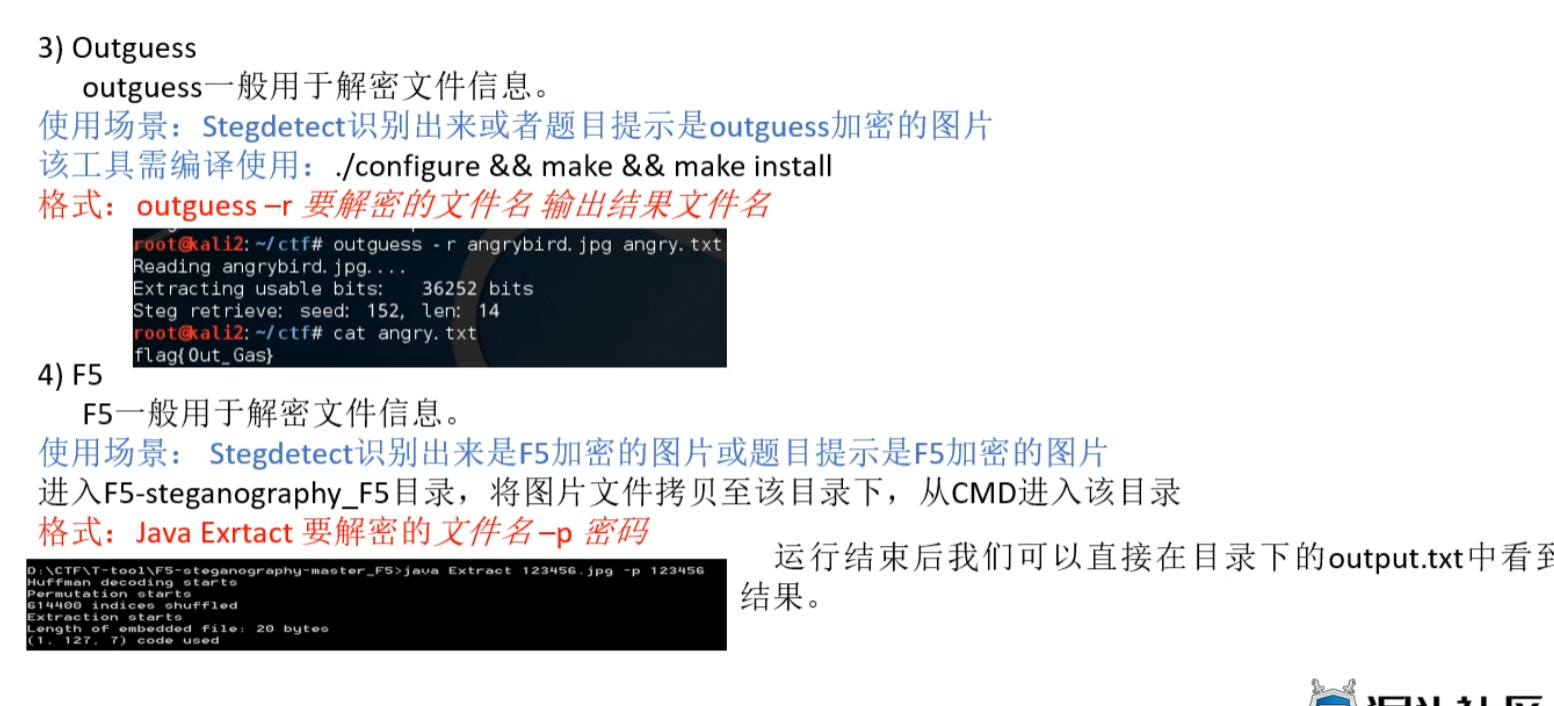 3) Outguess
outguess一般用于解密文件信息。
使用场景：Stegdetect识别出来或者题目提示是outguess加密的图片
该工具需编译使用：./configure && make && make install
格式：outguess –r 要解密的文件名 输出结果文件名
root@kali2:~/ctf# outguess -r angrybird.jpg angry.txt
Reading angrybird.jpg....
Extracting usable bits: 36252 bits
Steg retrieve: seed: 152, len: 14
root@kali2:~/ctf# cat angry.txt
flag{Out_Gas}
4) F5
F5一般用于解密文件信息。
使用场景： Stegdetect识别出来是F5加密的图片或题目提示是F5加密的图片
进入F5-steganography_F5目录，将图片文件拷贝至该目录下，从CMD进入该目录
格式：Java Exrtact 要解密的文件名 –p 密码
D:\CTF\T-tool\F5-steganography-master_F5>java Extract 123456.jpg -p 123456
Huffman decoding starts
Permutation starts
614400 indices shuffled
Extraction starts
Length of embedded file: 20 bytes
(1, 127, 7) code used
运行结束后我们可以直接在目录下的output.txt中看到
结果。